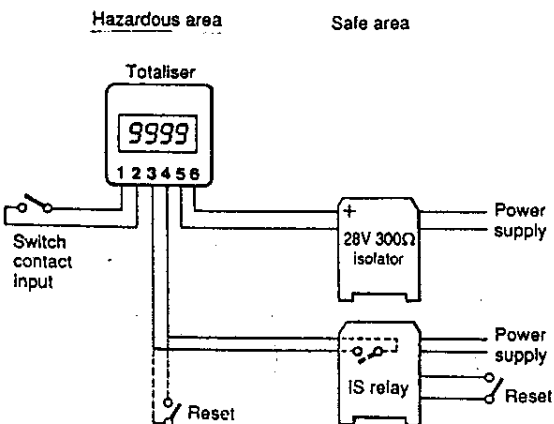 Hazardous area
Safe area
Totaliser
9999
1 2 3 4 5 6
Switch
contact
input
+
28V 300Ω
isolator
Power
supply
IS relay
Power
supply
Reset
Reset